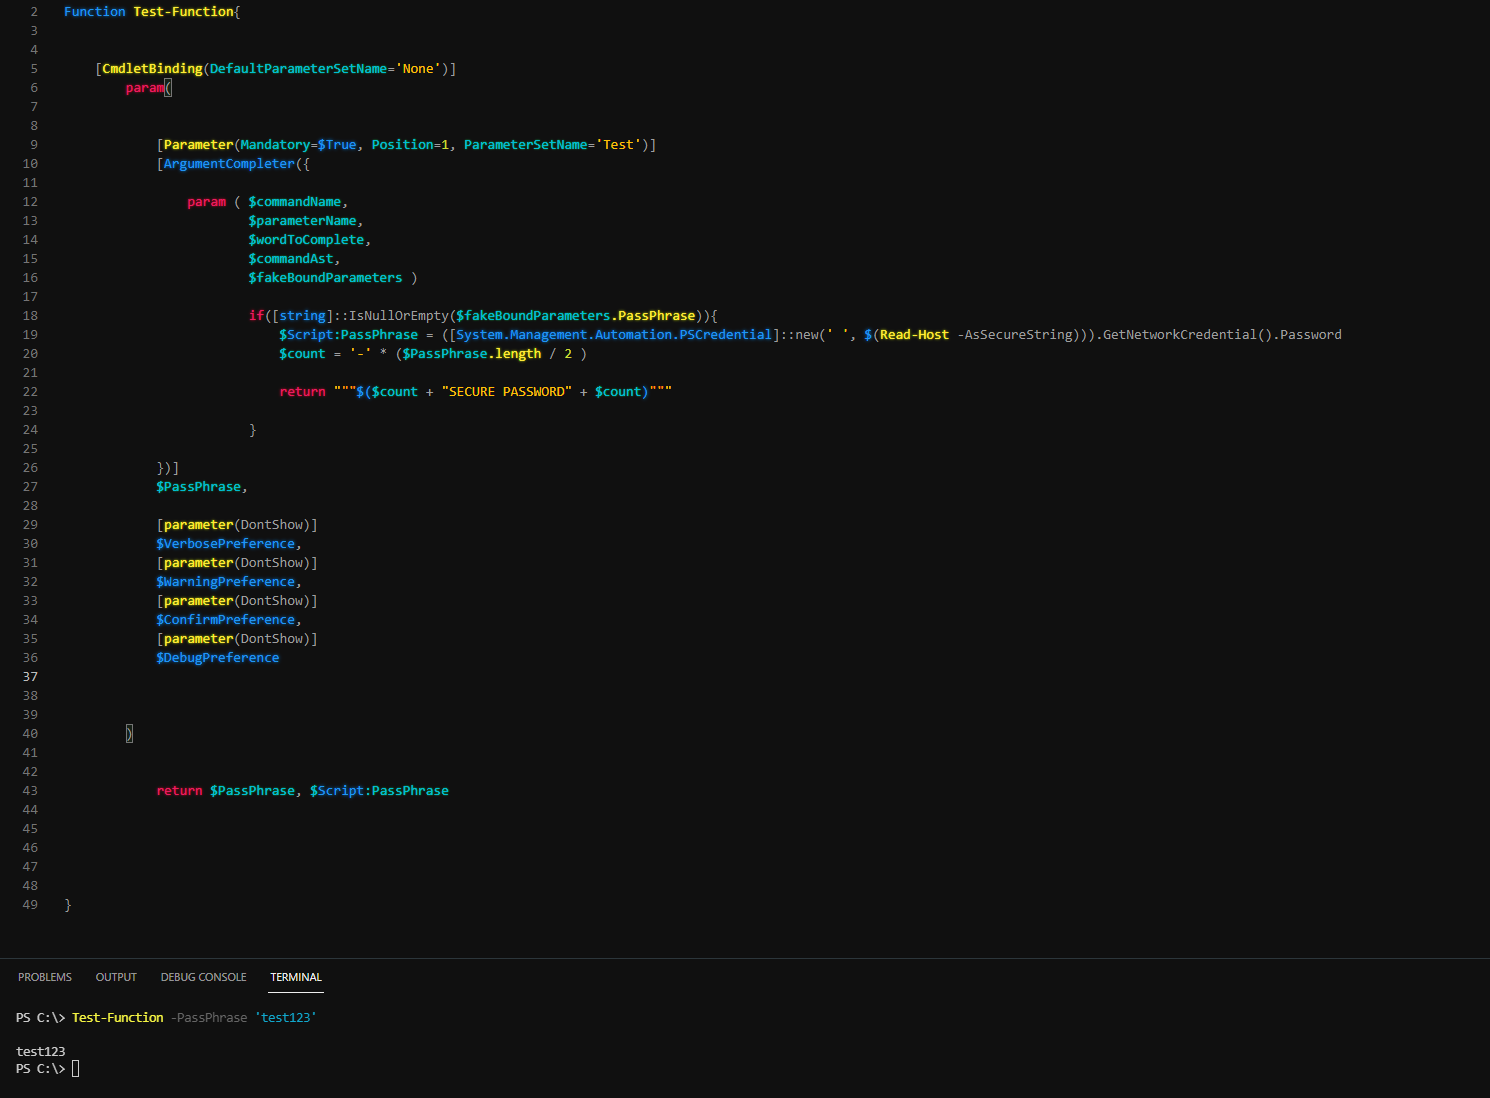 2 Function Test-Function{
3
4
5 [CmdletBinding(DefaultParameterSetName='None')]
6 param(
7
8
9 [Parameter(Mandatory=$True, Position=1, ParameterSetName='Test')]
10 [ArgumentCompleter({
11
12 param ( $commandName,
13 $parameterName,
14 $wordToComplete,
15 $commandAst,
16 $fakeBoundParameters )
17
18 if([string]::IsNullOrEmpty($fakeBoundParameters.PassPhrase)){
19 $Script:PassPhrase = ([System.Management.Automation.PSCredential]::new(' ', $(Read-Host -AsSecureString))).GetNetworkCredential().Password
20 $count = '-' * ($PassPhrase.length / 2 )
21
22 return """$($count + "SECURE PASSWORD" + $count)"""
23
24 }
25
26 })]
27 $PassPhrase,
28
29 [parameter(DontShow)]
30 $VerbosePreference,
31 [parameter(DontShow)]
32 $WarningPreference,
33 [parameter(DontShow)]
34 $ConfirmPreference,
35 [parameter(DontShow)]
36 $DebugPreference
37
38
39
40 )
41
42
43 return $PassPhrase, $Script:PassPhrase
44
45
46
47
48
49 }
PROBLEMS OUTPUT DEBUG CONSOLE TERMINAL
PS C:\> Test-Function -PassPhrase 'test123'
test123
PS C:\>